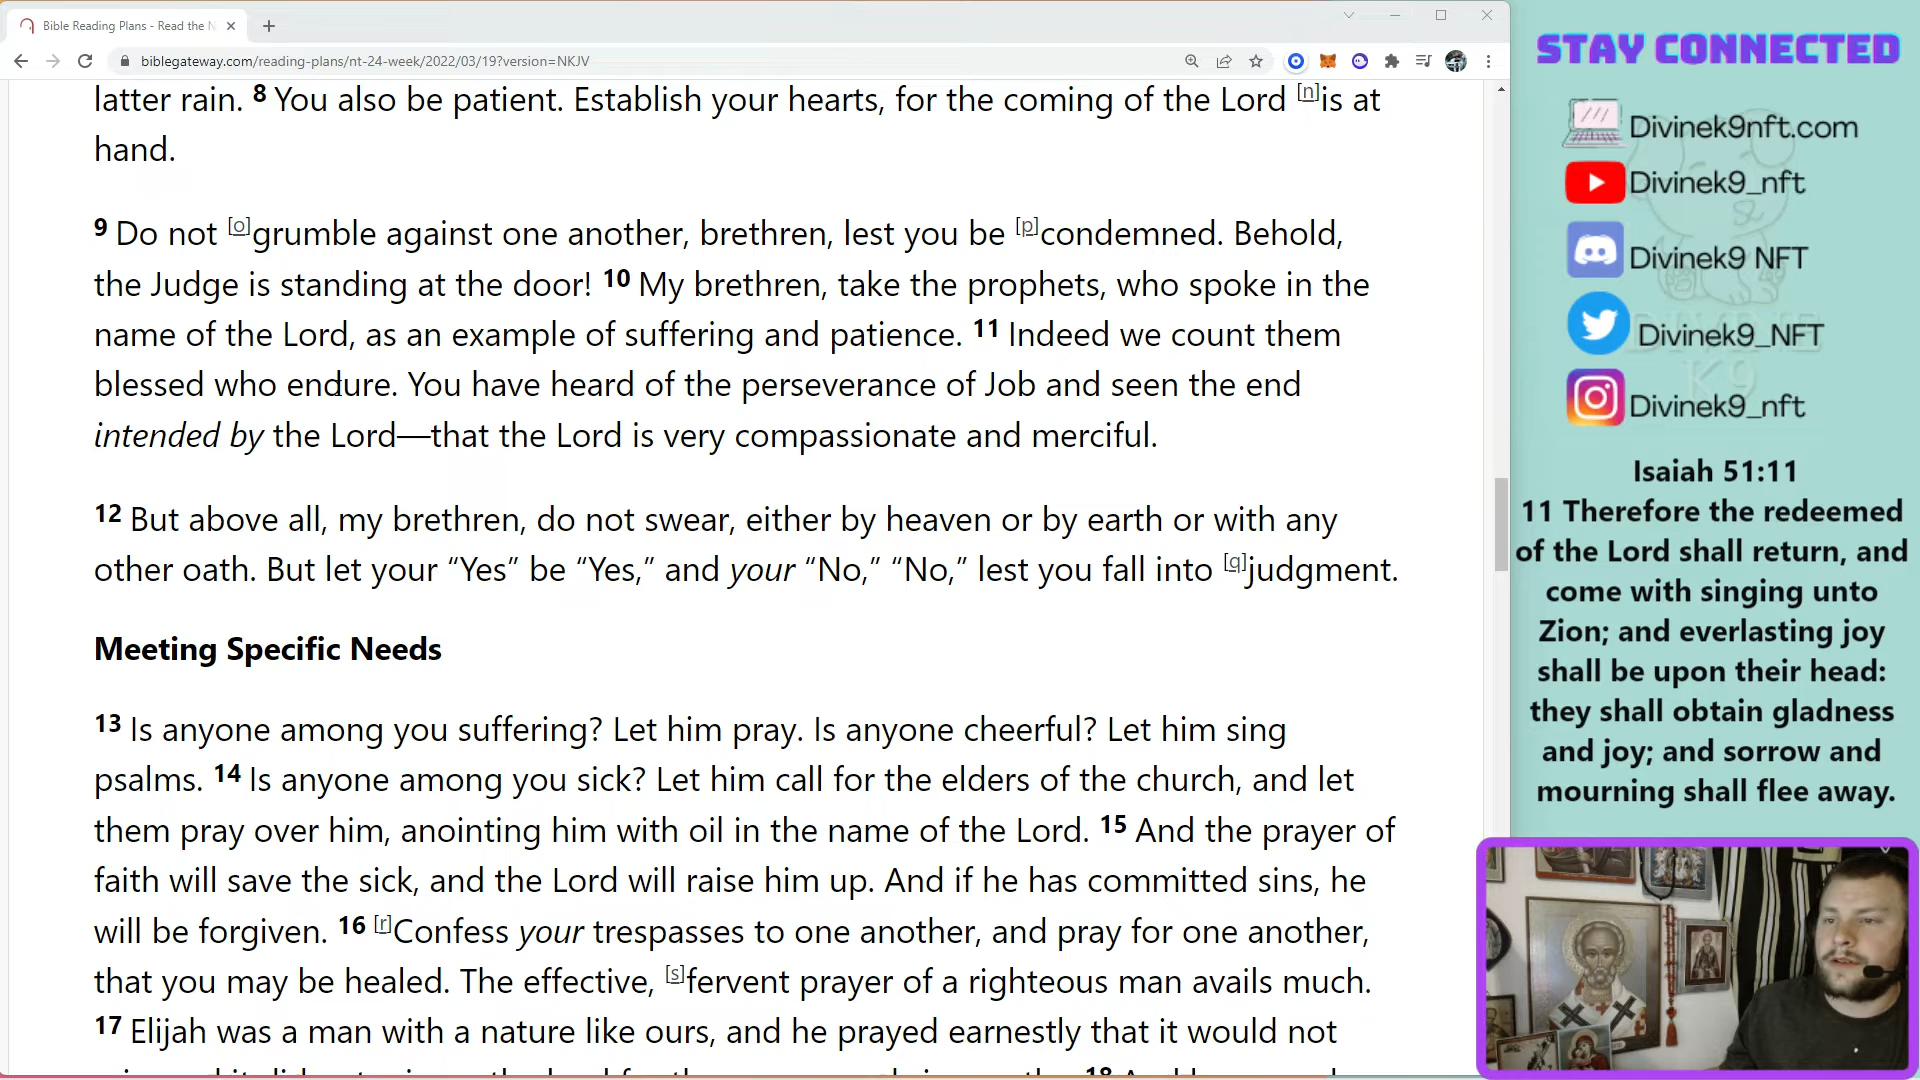 Bible Reading Plans - Read the N
biblegateway.com/reading-plans/nt-24-week/2022/03/19?version=NKJV
latter rain. 8 You also be patient. Establish your hearts, for the coming of the Lord [n]is at
hand.
9 Do not [o]grumble against one another, brethren, lest you be [p]condemned. Behold,
the Judge is standing at the door! 10 My brethren, take the prophets, who spoke in the
name of the Lord, as an example of suffering and patience. 11 Indeed we count them
blessed who endure. You have heard of the perseverance of Job and seen the end
intended by the Lord—that the Lord is very compassionate and merciful.
12 But above all, my brethren, do not swear, either by heaven or by earth or with any
other oath. But let your “Yes” be “Yes,” and your “No,” “No,” lest you fall into [q]judgment.
Meeting Specific Needs
13 Is anyone among you suffering? Let him pray. Is anyone cheerful? Let him sing
psalms. 14 Is anyone among you sick? Let him call for the elders of the church, and let
them pray over him, anointing him with oil in the name of the Lord. 15 And the prayer of
faith will save the sick, and the Lord will raise him up. And if he has committed sins, he
will be forgiven. 16 [r]Confess your trespasses to one another, and pray for one another,
that you may be healed. The effective, [s]fervent prayer of a righteous man avails much.
17 Elijah was a man with a nature like ours, and he prayed earnestly that it would not
STAY CONNECTED
Divinek9nft.com
Divinek9_nft
Divinek9 NFT
Divinek9_NFT
DIVINE
K9
Divinek9_nft
Isaiah 51:11
11 Therefore the redeemed
of the Lord shall return, and
come with singing unto
Zion; and everlasting joy
shall be upon their head:
they shall obtain gladness
and joy; and sorrow and
mourning shall flee away.